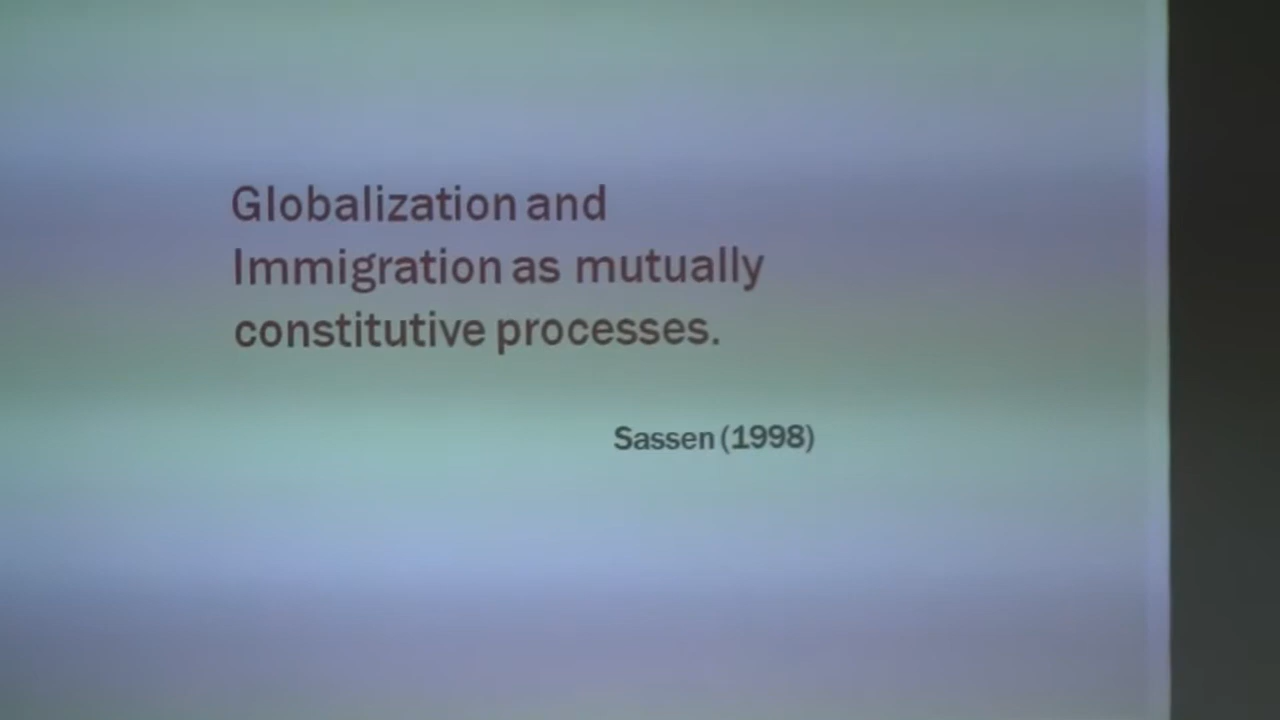 Globalization and
Immigration as mutually
constitutive processes.
Sassen (1998)